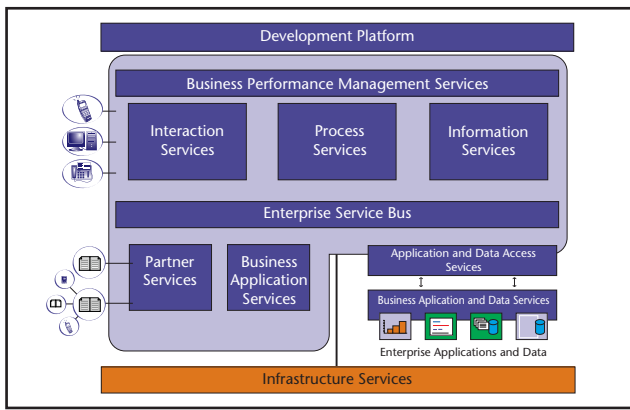 Development Platform
Business Performance Management Services
Interaction
Services
Process
Services
Information
Services
Enterprise Service Bus
Partner
Services
Business
Application
Services
Application and Data Access
Services
Business Aplication and Data Services
Enterprise Applications and Data
Infrastructure Services